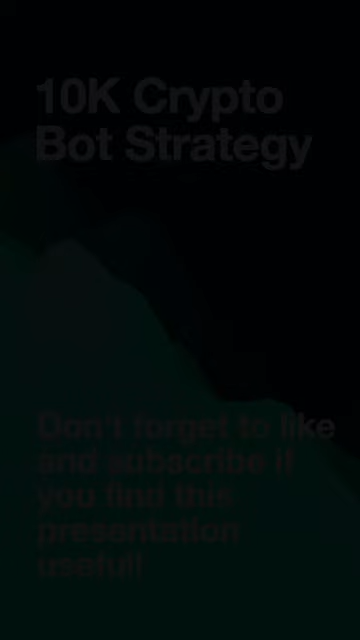 10K Crypto
Bot Strategy
Don't forget to like
and subscribe if
you find this
presentation
useful!